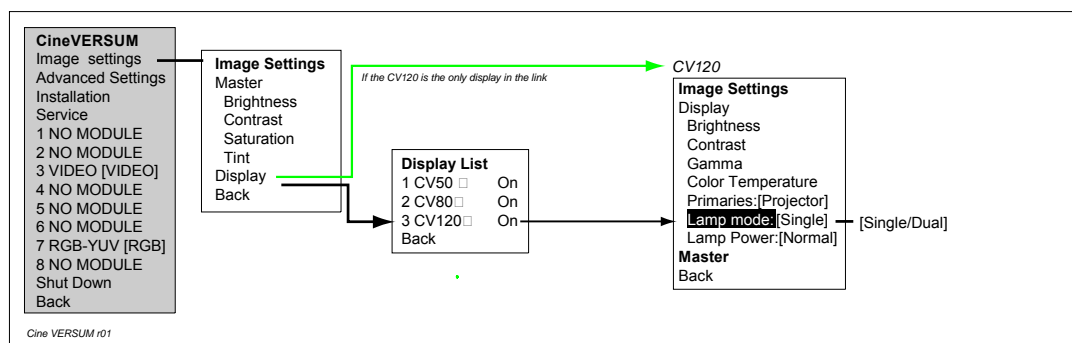 CineVERSUM
Image settings
Advanced Settings
Installation
Service
1 NO MODULE
2 NO MODULE
3 VIDEO [VIDEO]
4 NO MODULE
5 NO MODULE
6 NO MODULE
7 RGB-YUV [RGB]
8 NO MODULE
Shut Down
Back
Cine VERSUM r01
Image Settings
Master
Brightness
Contrast
Saturation
Tint
Display
Back
If the CV120 is the only display in the link
Display List
1 CV50 On
2 CV80 On
3 CV120 On
Back
CV120
Image Settings
Display
Brightness
Contrast
Gamma
Color Temperature
Primaries:[Projector]
Lamp mode:[Single]
Lamp Power:[Normal]
Master
Back
[Single/Dual]